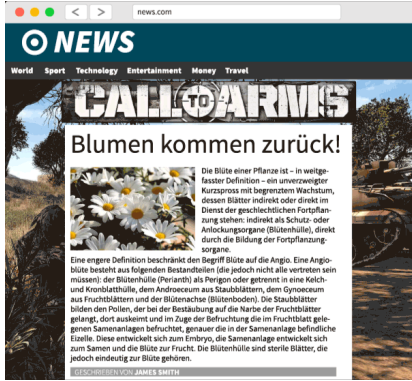 news.com
NEWS
World Sport Technology Entertainment Money Travel
CALL TO ARMS
Blumen kommen zurück!
Die Blüte einer Pflanze ist – in weitge-
fasster Definition – ein unverzweigter
Kurzspross mit begrenztem Wachstum,
dessen Blätter indirekt oder direkt im
Dienst der geschlechtlichen Fortpflan-
zung stehen: indirekt als Schutz- oder
Anlockungsorgane (Blütenhülle), direkt
durch die Bildung der Fortpflanzung-
sorgane.
Eine engere Definition beschränkt den Begriff Blüte auf die Angio. Eine Angio-
blüte besteht aus folgenden Bestandteilen (die jedoch nicht alle vertreten sein
müssen): der Blütenhülle (Perianth) als Perigon oder getrennt in eine Kelch-
und Kronblatthülle, dem Androeceum aus Staubblättern, dem Gynoeceum
aus Fruchtblättern und der Blütenachse (Blütenboden). Die Staubblätter
bilden den Pollen, der bei der Bestäubung auf die Narbe der Fruchtblätter
gelangt, dort auskeimt und im Zuge der Befruchtung die im Fruchtblatt gele-
genen Samenanlagen befruchtet, genauer die in der Samenanlage befindliche
Eizelle. Diese entwickelt sich zum Embryo, die Samenanlage entwickelt sich
zum Samen und die Blüte zur Frucht. Die Blütenhüllen sind sterile Blätter, die
jedoch eindeutig zur Blüte gehören.
GESCHRIEBEN VON JAMES SMITH